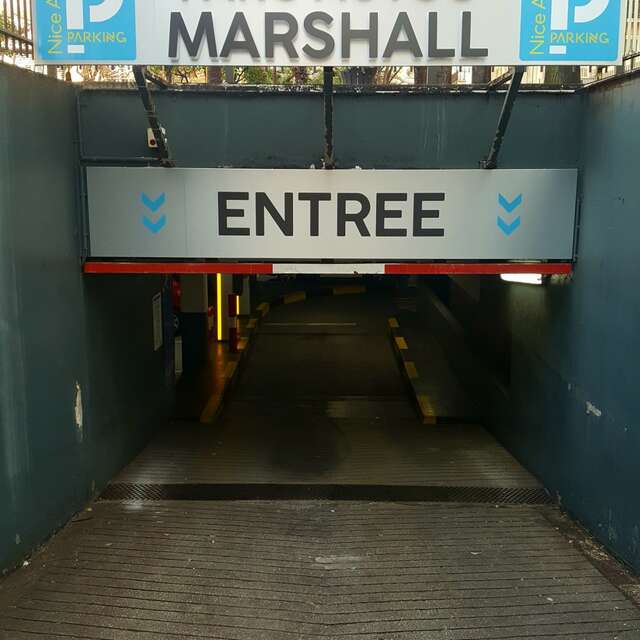 Nice A
P
PARKING
MARSHALL
Nice A
P
PARKING
ENTREE